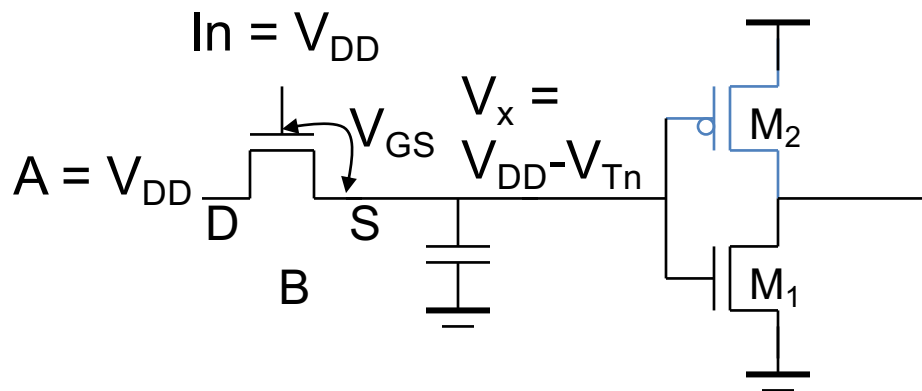 In = V_DD
V_x =
V_DD-V_Tn
V_GS
A = V_DD
D
S
B
M_2
M_1